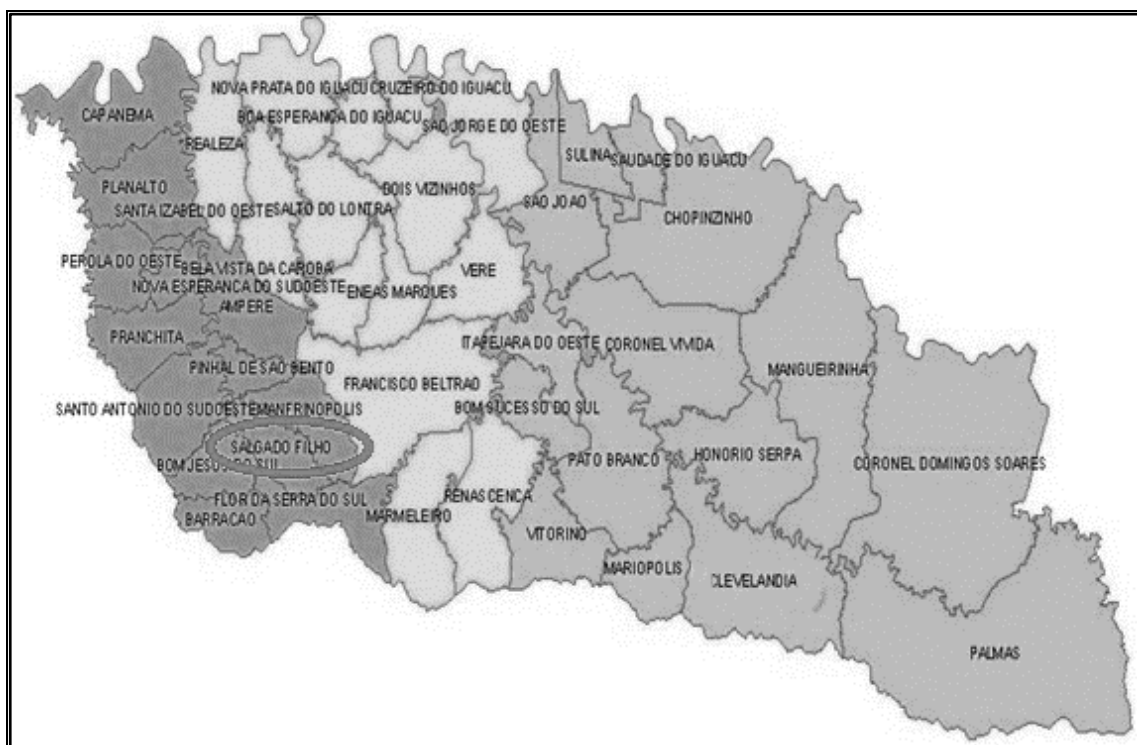 NOVA PRATA DO IGUACU
CRUZEIRO DO IGUACU
CAPANEMA
BOA ESPERANCA DO IGUACU
SAO JORGE DO OESTE
REALEZA
SULINA
SAUDADE DO IGUACU
PLANALTO
DOIS VIZINHOS
SANTA IZABEL DO OESTE
SALTO DO LONTRA
SAO JOAO
CHOPINZINHO
PEROLA DO OESTE
BELA VISTA DA CAROBA
VERE
NOVA ESPERANCA DO SUDOESTE
ENEAS MARQUES
AMPERE
PRANCHITA
ITAPEJARA DO OESTE
CORONEL VIVIDA
PINHAL DE SAO BENTO
MANGUEIRINHA
FRANCISCO BELTRAO
SANTO ANTONIO DO SUDOESTE
MANFRINOPOLIS
BOM SUCESSO DO SUL
SALGADO FILHO
PATO BRANCO
HONORIO SERPA
BOM JESUS DO SUL
CORONEL DOMINGOS SOARES
FLOR DA SERRA DO SUL
RENASCENCA
BARRACAO
MARMELEIRO
VITORINO
MARIOPOLIS
CLEVELANDIA
PALMAS